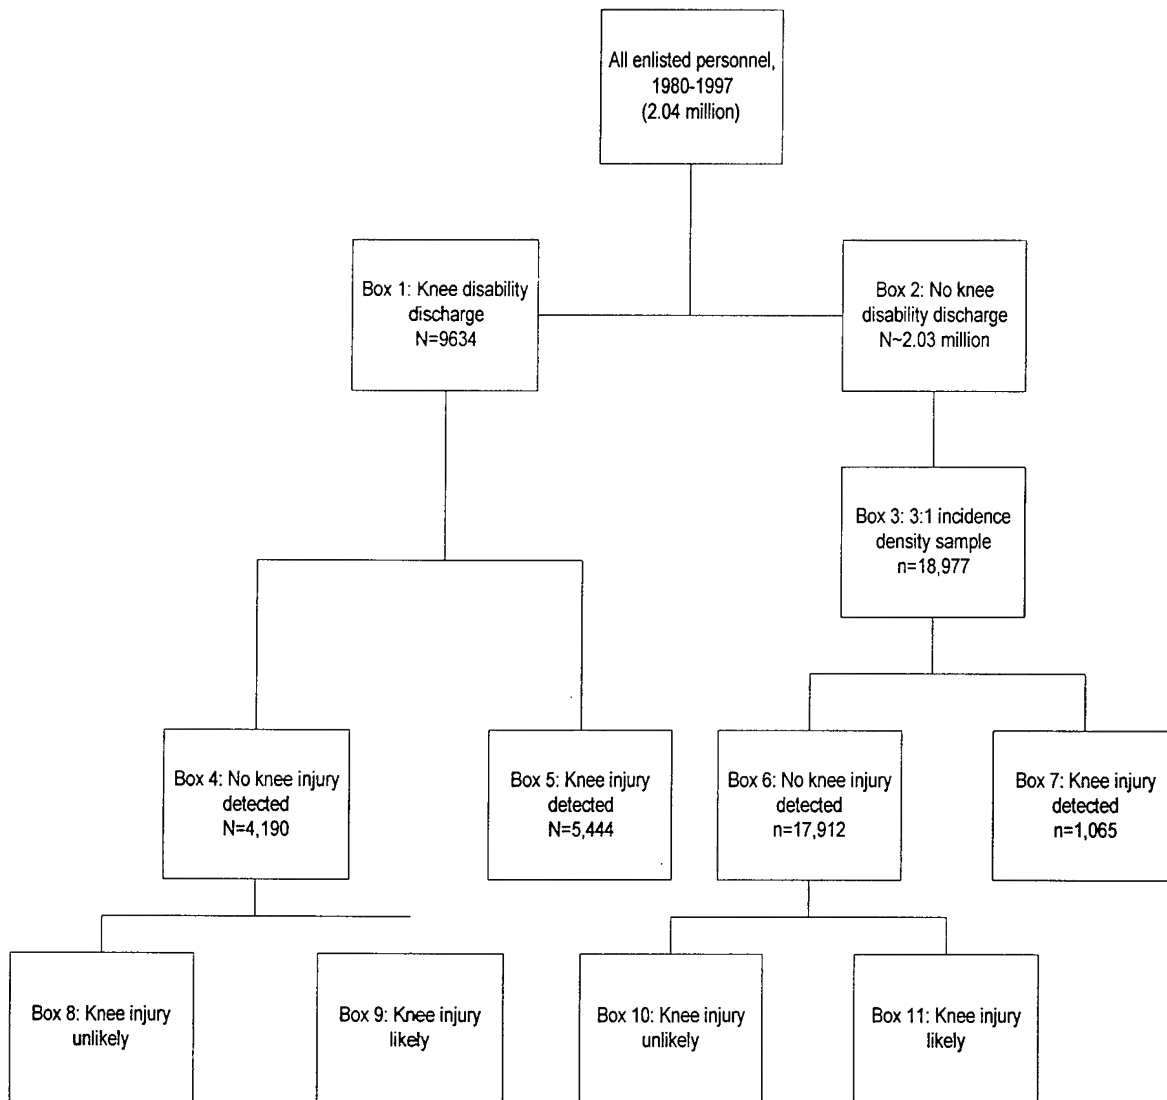 All enlisted personnel,
1980-1997
(2.04 million)
Box 1: Knee disability
discharge
N=9634
Box 2: No knee
disability discharge
N~2.03 million
Box 3: 3:1 incidence
density sample
n=18,977
Box 4: No knee injury
detected
N=4,190
Box 5: Knee injury
detected
N=5,444
Box 6: No knee injury
detected
n=17,912
Box 7: Knee injury
detected
n=1,065
Box 8: Knee injury
unlikely
Box 9: Knee injury
likely
Box 10: Knee injury
unlikely
Box 11: Knee injury
likely